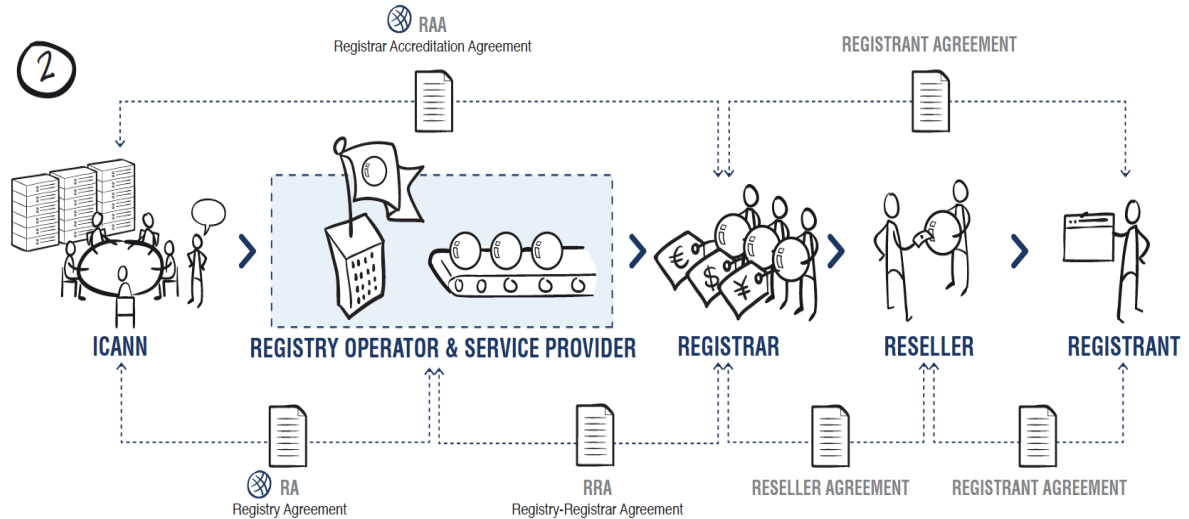 2
RAA
Registrar Accreditation Agreement
REGISTRANT AGREEMENT
€
$
¥
ICANN
REGISTRY OPERATOR & SERVICE PROVIDER
REGISTRAR
RESELLER
REGISTRANT
RA
Registry Agreement
RRA
Registry-Registrar Agreement
RESELLER AGREEMENT
REGISTRANT AGREEMENT